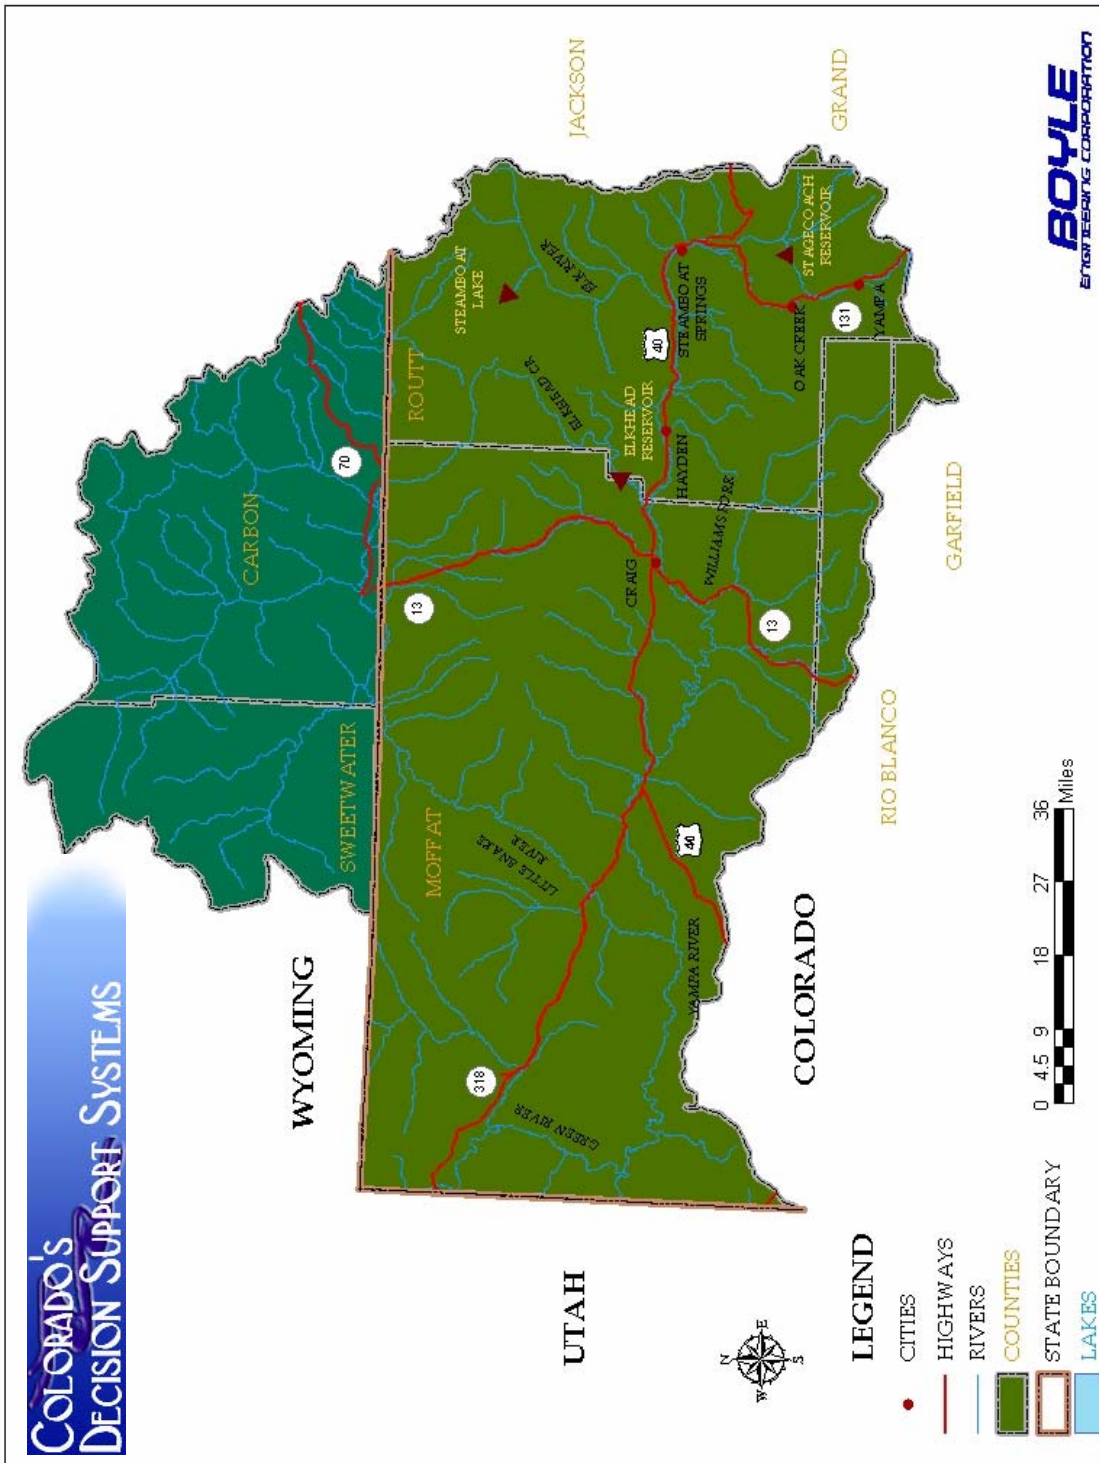 COLORADO'S
DECISION SUPPORT SYSTEMS
WYOMING
UTAH
COLORADO
CARBON
SWEETWATER
70
MOFFAT
ROUTT
JACKSON
GRAND
GARFIELD
RIO BLANCO
STEAMBOAT
LAKE
ELK RIVER
ELKHEAD CR
ELKHEAD
RESERVOIR
13
LITTLE SNAKE
RIVER
318
GREEN RIVER
YAMPA RIVER
40
CRAIG
HAYDEN
WILLIAMS FORK
13
40
STEAMBOAT
SPRINGS
STAGECOACH
RESERVOIR
OAK CREEK
131
YAMPA
N
W
E
S
LEGEND
CITIES
HIGHWAYS
RIVERS
COUNTIES
STATE BOUNDARY
LAKES
0 4.5 9 18 27 36
Miles
BOYLE
ENGINEERING CORPORATION